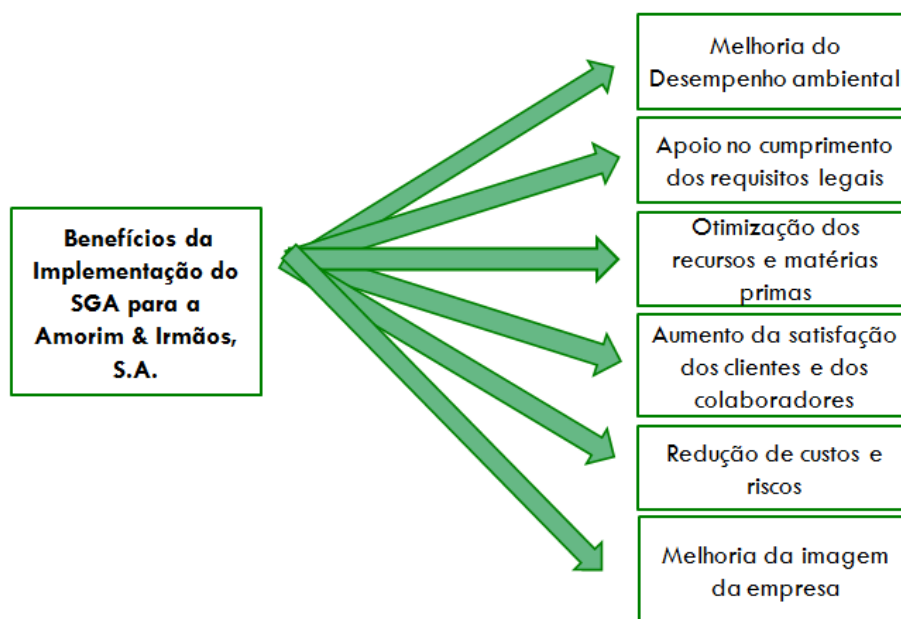 Benefícios da
Implementação do
SGA para a
Amorim & Irmãos,
S.A.
Melhoria do
Desempenho ambiental
Apoio no cumprimento
dos requisitos legais
Otimização dos
recursos e matérias
primas
Aumento da satisfação
dos clientes e dos
colaboradores
Redução de custos e
riscos
Melhoria da imagem
da empresa